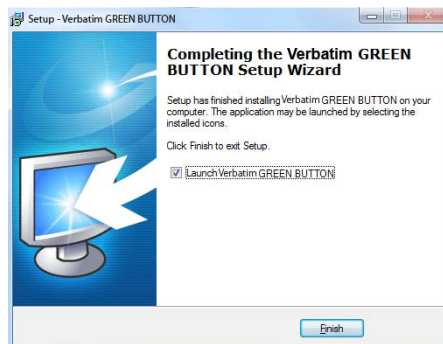 Setup - Verbatim GREEN BUTTON
Completing the Verbatim GREEN
BUTTON Setup Wizard
Setup has finished installing Verbatim GREEN BUTTON on your
computer. The application may be launched by selecting the
installed icons.
Click Finish to exit Setup.
Launch Verbatim GREEN BUTTON
Finish